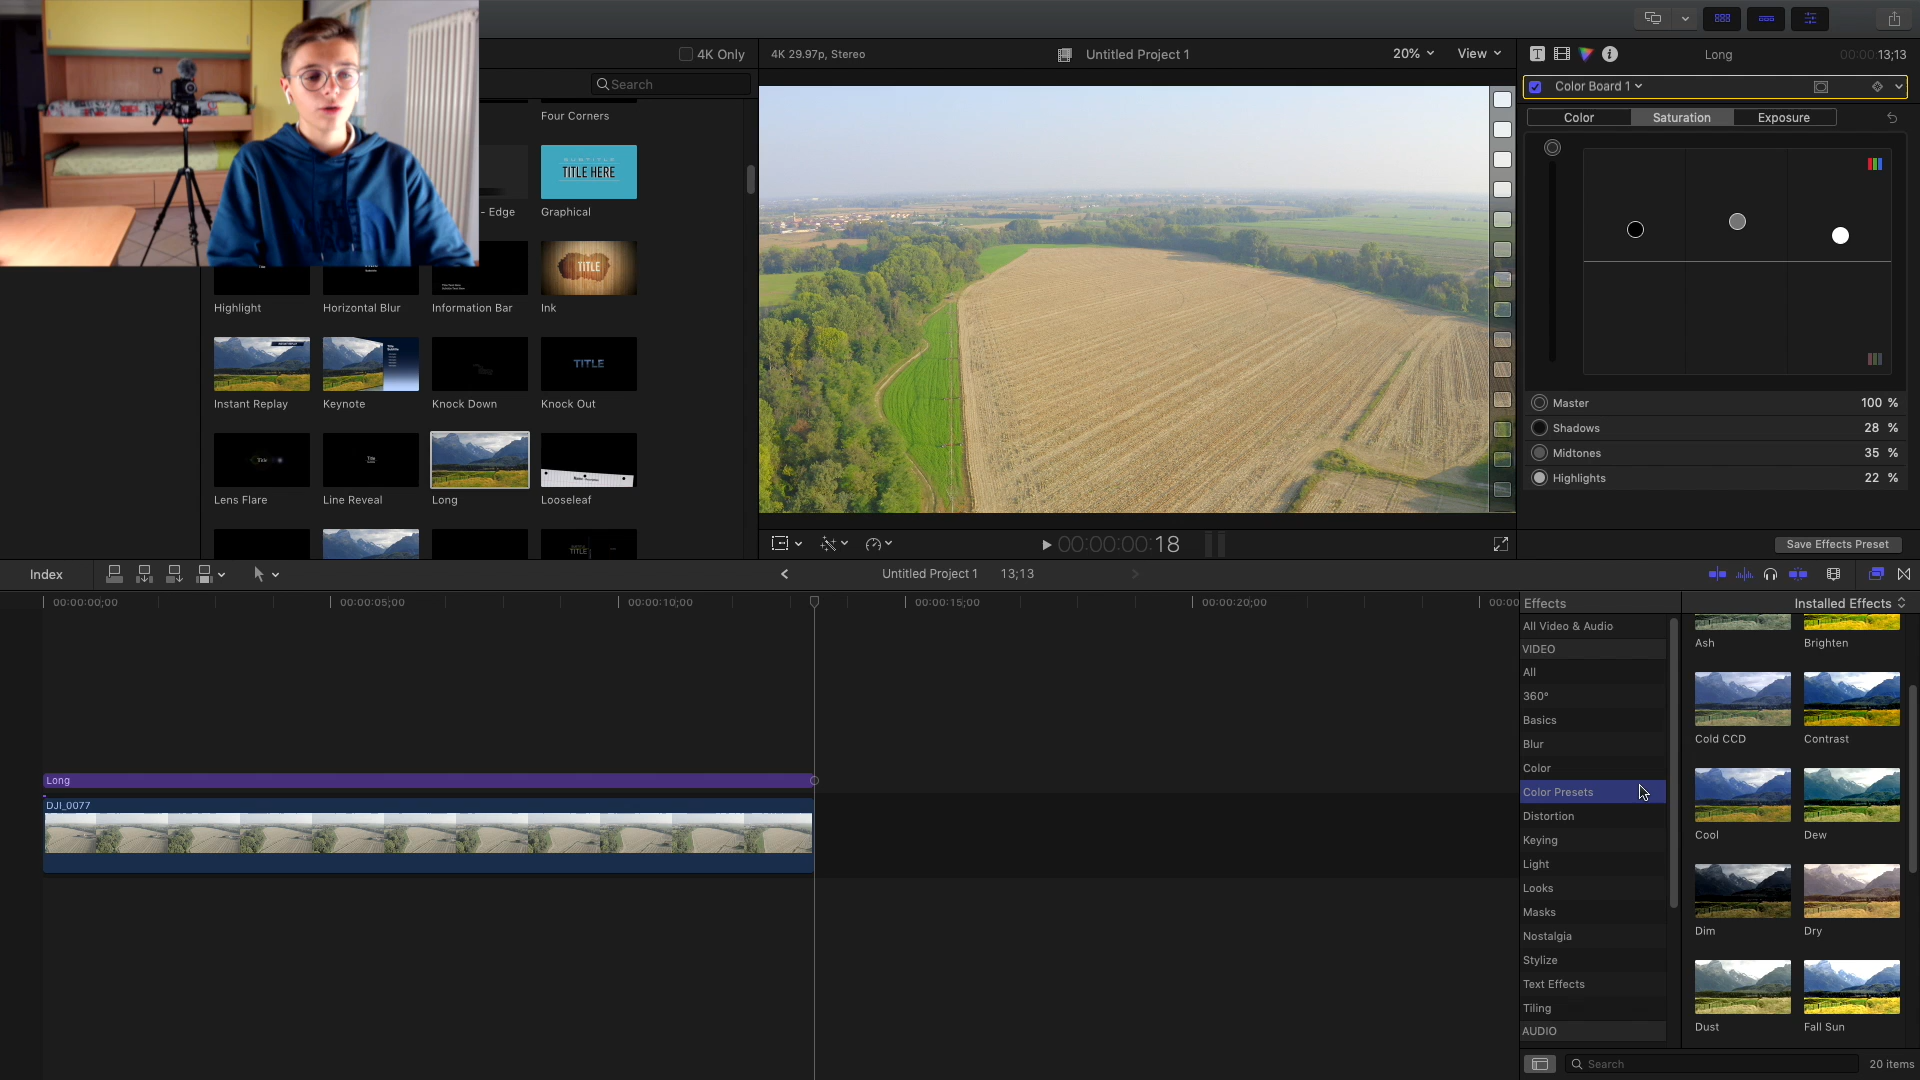 4K Only
Search
4K 29.97p, Stereo
Untitled Project 1
20%
View
Long
00:00:13;13
Color Board 1
Color
Saturation
Exposure
Four Corners
SUBTITLE
TITLE HERE
- Edge
Graphical
TITLE
Highlight
Horizontal Blur
Information Bar
Ink
TITLE
Instant Replay
Keynote
Knock Down
Knock Out
Lens Flare
Line Reveal
Long
Looseleaf
TITLE
Master 100 %
Shadows 28 %
Midtones 35 %
Highlights 22 %
Save Effects Preset
00:00:00:18
Index
Untitled Project 1
13;13
00:00:00;00
00:00:05;00
00:00:10;00
00:00:15;00
00:00:20;00
00:00
Long
DJI_0077
Effects
Installed Effects
All Video & Audio
VIDEO
All
360°
Basics
Blur
Color
Color Presets
Distortion
Keying
Light
Looks
Masks
Nostalgia
Stylize
Text Effects
Tiling
AUDIO
Ash
Brighten
Cold CCD
Contrast
Cool
Dew
Dim
Dry
Dust
Fall Sun
Search
20 items